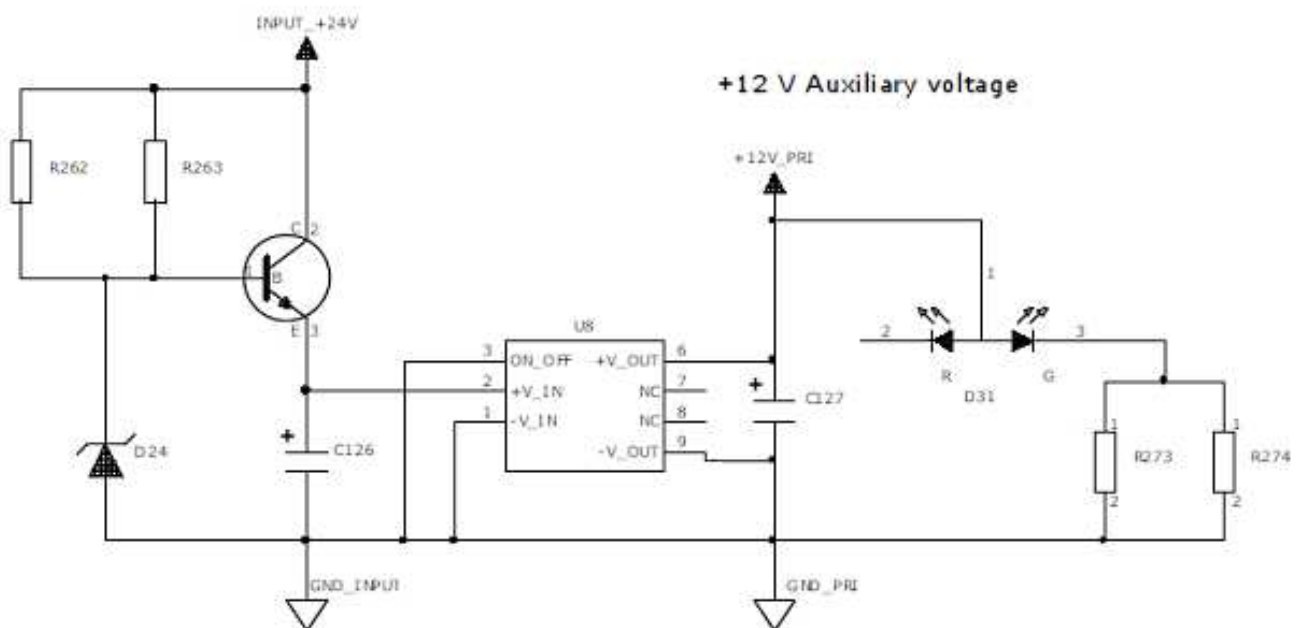 INPUT_+24V
+12 V Auxiliary voltage
R262
R263
+12V_PRI
C 2
1 B
E 3
1
U8
2
3
3 ON_OFF +V_OUT 6
2 +V_IN NC 7
1 -V_IN NC 8
-V_OUT 9
R
G
D31
+
C127
+
C126
D24
1
R273
2
1
R274
2
GND_INPUT
GND_PRI